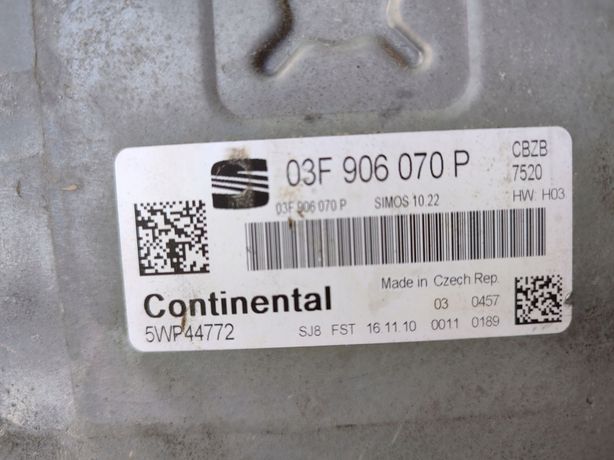 03F 906 070 P
CBZB
7520
03F 906 070 P SIMOS 10.22
HW: H03
Made in Czech Rep.
Continental
03 0457
5WP44772
SJ8 FST 16.11.10 0011 0189